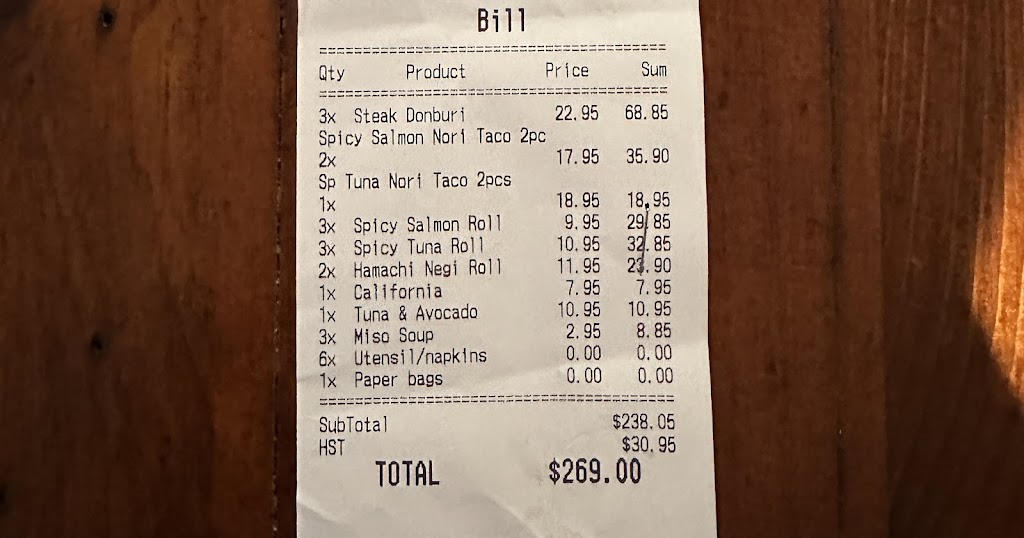 Bill
==============================================
Qty Product Price Sum
==============================================
3x Steak Donburi 22.95 68.85
Spicy Salmon Nori Taco 2pc
2x 17.95 35.90
Sp Tuna Nori Taco 2pcs
1x 18.95 18.95
3x Spicy Salmon Roll 9.95 29.85
3x Spicy Tuna Roll 10.95 32.85
2x Hamachi Negi Roll 11.95 23.90
1x California 7.95 7.95
1x Tuna & Avocado 10.95 10.95
3x Miso Soup 2.95 8.85
6x Utensil/napkins 0.00 0.00
1x Paper bags 0.00 0.00
==============================================
SubTotal $238.05
HST $30.95
TOTAL $269.00